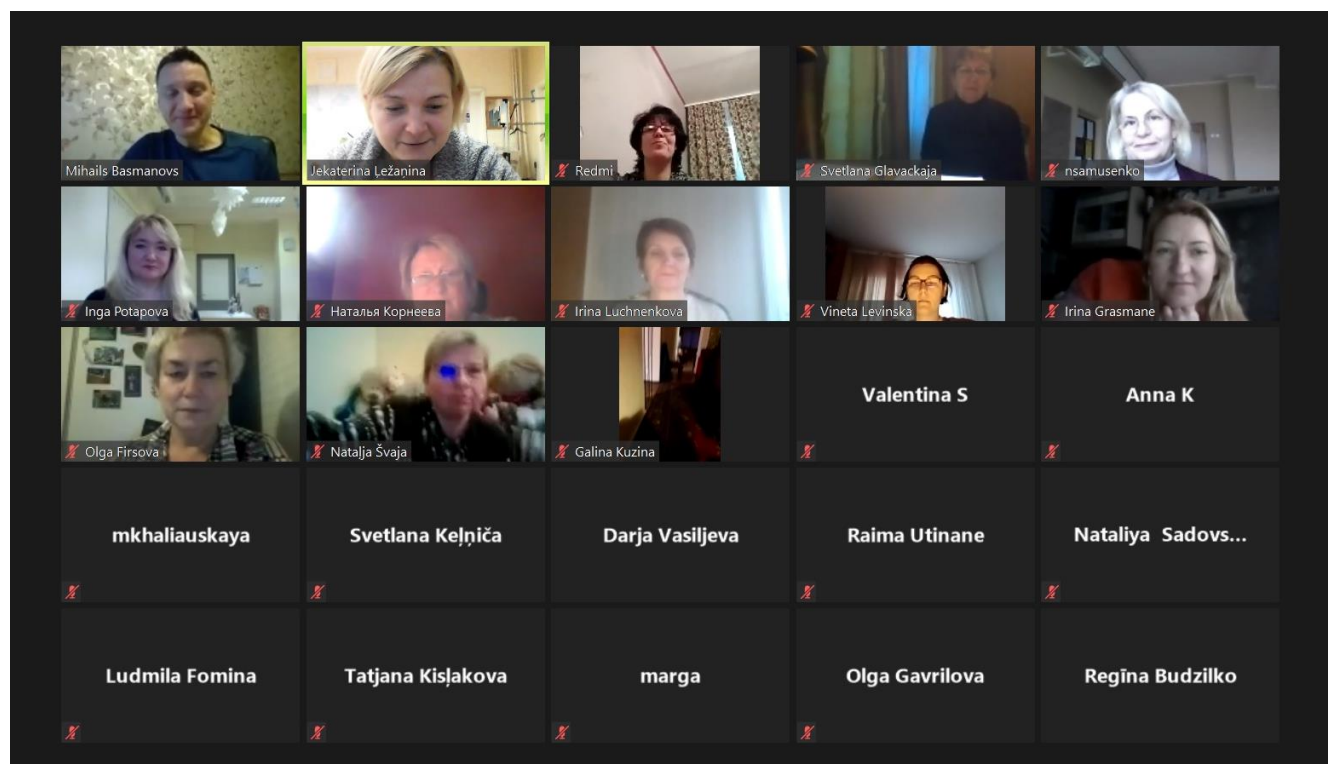 Mihails Basmanovs
Jekaterina Ļežaņina
Redmi
Svetlana Glavackaja
nsamusenko
Inga Potapova
Наталья Корнеева
Irina Luchnenkova
Vineta Levinska
Irina Grasmane
Olga Firsova
Nataļja Švaja
Galina Kuzina
Valentina S
Anna K
mkhaliauskaya
Svetlana Keļņiča
Darja Vasiljeva
Raima Utinane
Nataliya Sadovs...
Ludmila Fomina
Tatjana Kisļakova
marga
Olga Gavrilova
Regīna Budzilko